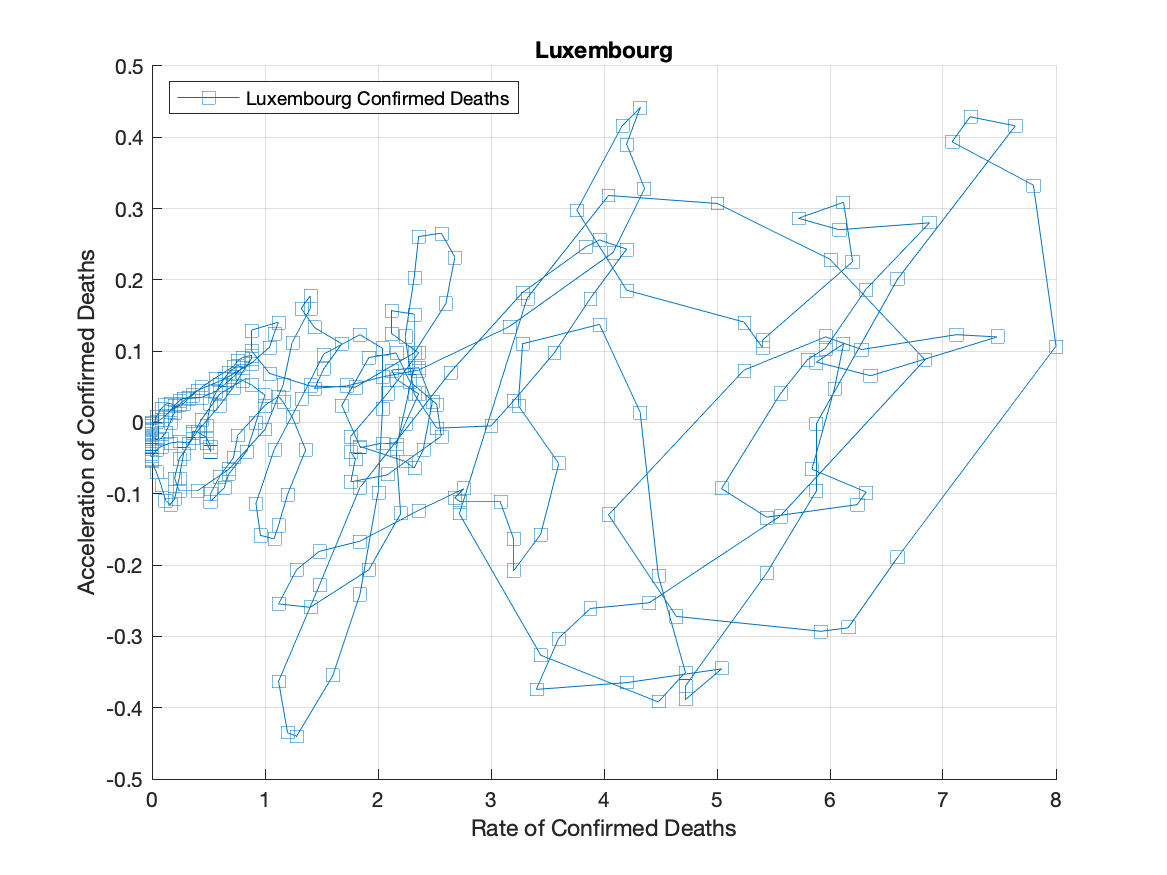 Luxembourg
Luxembourg Confirmed Deaths
Acceleration of Confirmed Deaths
0.5
0.4
0.3
0.2
0.1
0
-0.1
-0.2
-0.3
-0.4
-0.5
0 1 2 3 4 5 6 7 8
Rate of Confirmed Deaths